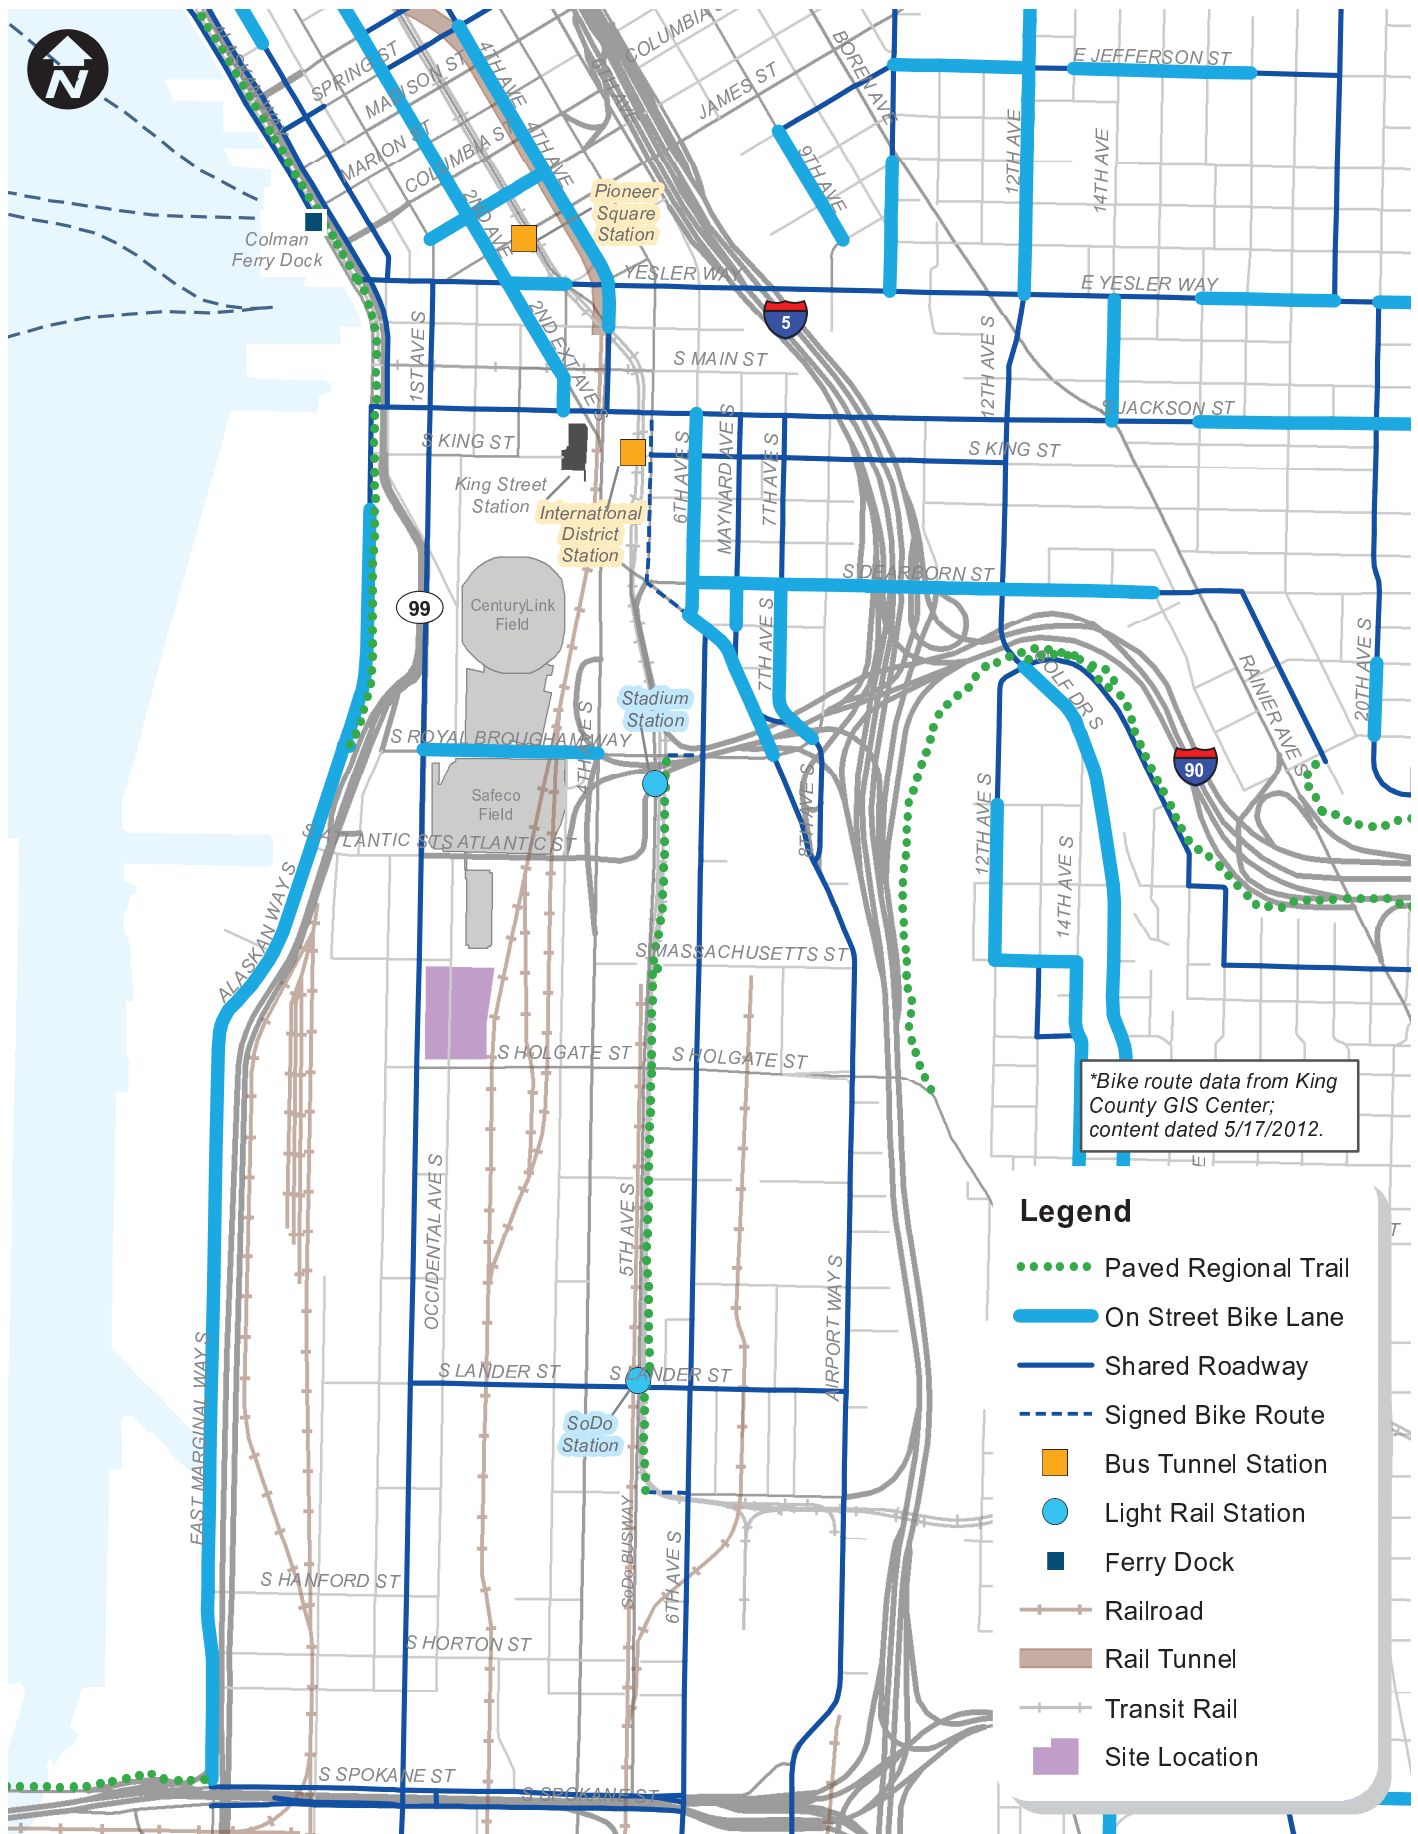 N
ALASKAN WAY
SPRING ST
MADISON ST
MARION ST
COLUMBIA ST
4TH AVE
4TH AVE
2ND AVE
COLUMBIA S
JAMES ST
BOREN AVE
9TH AVE
E JEFFERSON ST
12TH AVE
14TH AVE
Pioneer
Square
Station
Colman
Ferry Dock
YESLER WAY
E YESLER WAY
5
2ND EXT AVE S
1ST AVE S
S MAIN ST
12TH AVE S
S JACKSON ST
S KING ST
S KING ST
King Street
Station
International
District
Station
6TH AVE S
MAYNARD AVE S
7TH AVE S
S DEARBORN ST
CenturyLink
Field
99
7TH AVE S
GOLF DR S
RAINIER AVE S
20TH AVE S
Stadium
Station
S ROYAL BROUGHAM WAY
4TH AVE S
90
Safeco
Field
8TH AVE S
12TH AVE S
S ATLANTIC ST
S ATLANTIC ST
14TH AVE S
ALASKAN WAY S
S MASSACHUSETTS ST
S HOLGATE ST
S HOLGATE ST
*Bike route data from King
County GIS Center;
content dated 5/17/2012.
E
OCCIDENTAL AVE S
5TH AVE S
AIRPORT WAY S
T
S LANDER ST
S LANDER ST
SoDo
Station
EAST MARGINAL WAY S
SoDo BUSWAY
6TH AVE S
S HANFORD ST
S HORTON ST
S SPOKANE ST
S SPOKANE ST
Legend
Paved Regional Trail
On Street Bike Lane
Shared Roadway
Signed Bike Route
Bus Tunnel Station
Light Rail Station
Ferry Dock
Railroad
Rail Tunnel
Transit Rail
Site Location